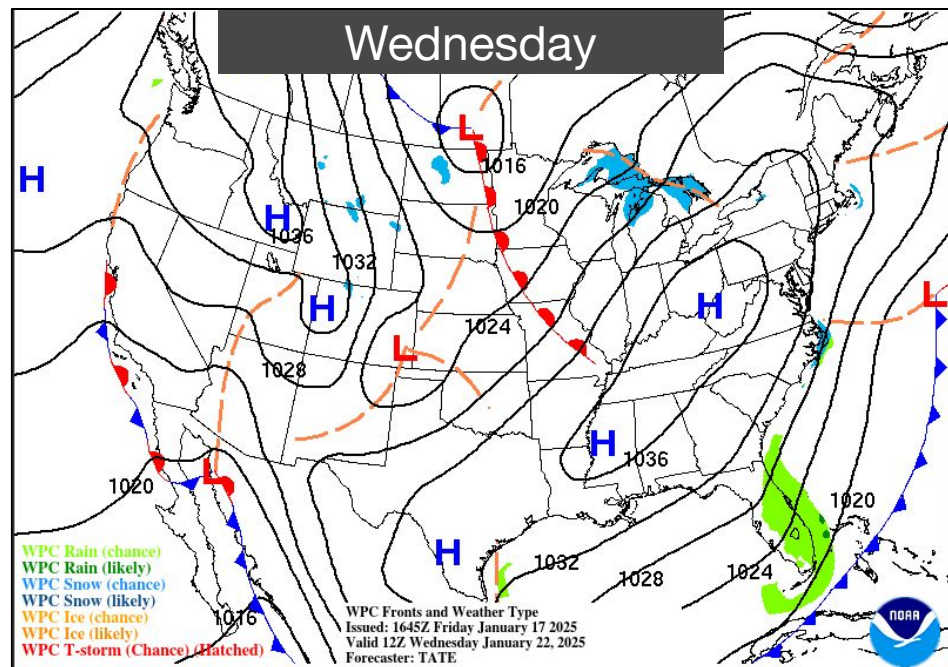 Wednesday
L
1016
H
1020
H
1036
1032
H
H
L
1024
L
1028
H
1036
L
1020
1020
H
1032
1028
1024
1016
WPC Rain (chance)
WPC Rain (likely)
WPC Snow (chance)
WPC Snow (likely)
WPC Ice (chance)
WPC Ice (likely)
WPC T-storm (Chance) (Hatched)
WPC Fronts and Weather Type
Issued: 1645Z Friday January 17 2025
Valid 12Z Wednesday January 22, 2025
Forecaster: TATE
NOAA